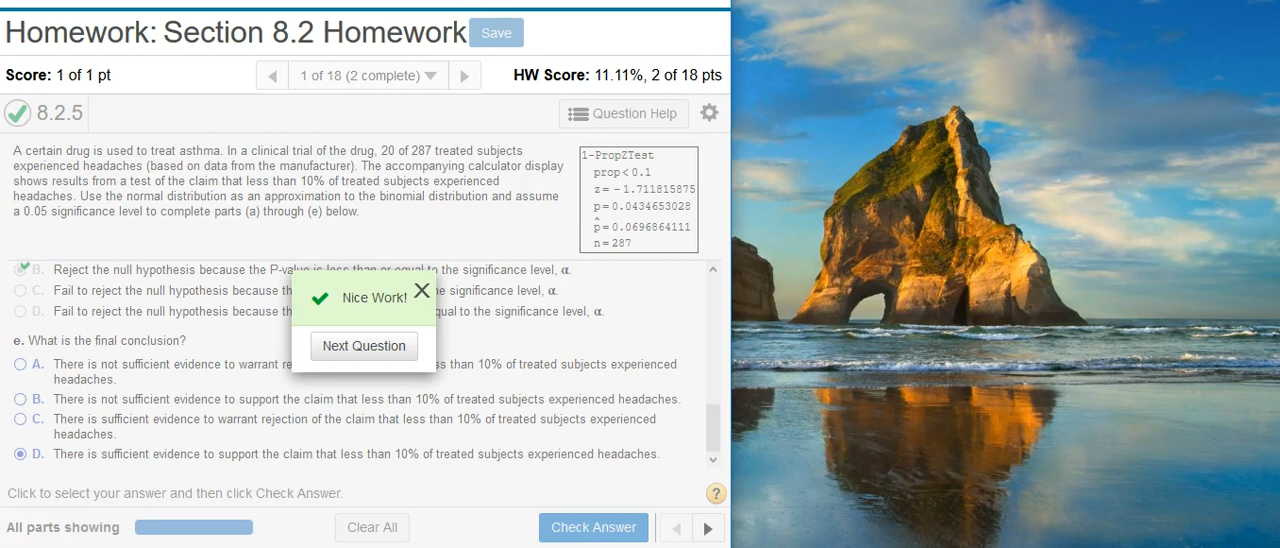 Homework: Section 8.2 Homework
Save
Score: 1 of 1 pt
1 of 18 (2 complete)
HW Score: 11.11%, 2 of 18 pts
8.2.5
Question Help
A certain drug is used to treat asthma. In a clinical trial of the drug, 20 of 287 treated subjects
experienced headaches (based on data from the manufacturer). The accompanying calculator display
shows results from a test of the claim that less than 10% of treated subjects experienced
headaches. Use the normal distribution as an approximation to the binomial distribution and assume
a 0.05 significance level to complete parts (a) through (e) below.
1-PropZTest
prop<0.1
z=-1.711815875
p=0.0434653028
p̂=0.0696864111
n=287
B. Reject the null hypothesis because the P-value is less than or equal to the significance level, α.
C. Fail to reject the null hypothesis because th e significance level, α.
D. Fail to reject the null hypothesis because th qual to the significance level, α.
Nice Work!
Next Question
e. What is the final conclusion?
A. There is not sufficient evidence to warrant re ss than 10% of treated subjects experienced
headaches.
B. There is not sufficient evidence to support the claim that less than 10% of treated subjects experienced headaches.
C. There is sufficient evidence to warrant rejection of the claim that less than 10% of treated subjects experienced
headaches.
D. There is sufficient evidence to support the claim that less than 10% of treated subjects experienced headaches.
Click to select your answer and then click Check Answer.
?
All parts showing
Clear All
Check Answer